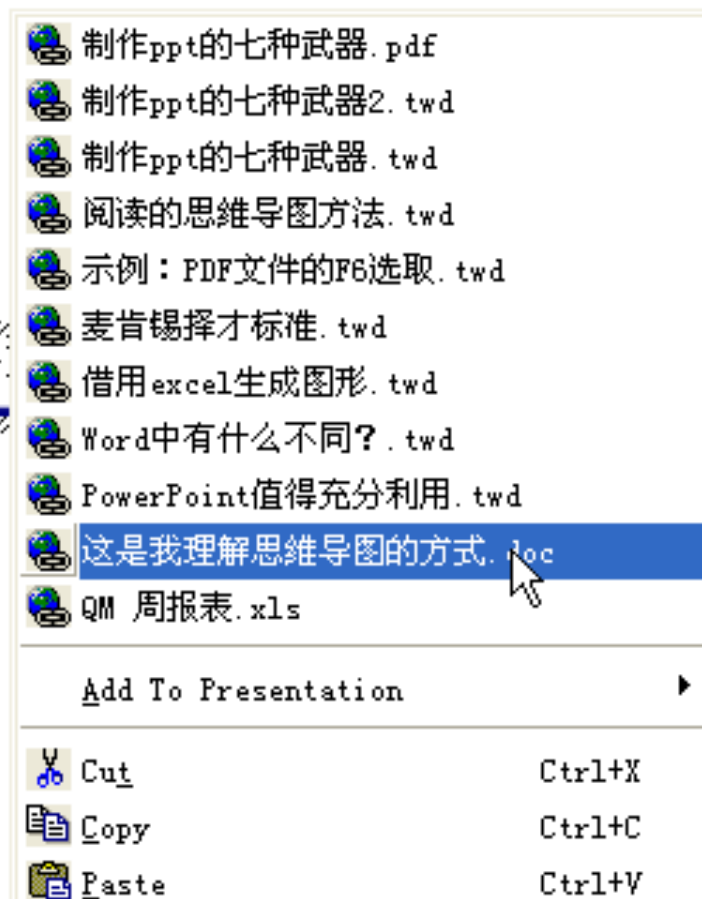 制作ppt的七种武器.pdf
制作ppt的七种武器2.twd
制作ppt的七种武器.twd
阅读的思维导图方法.twd
示例：PDF文件的F6选取.twd
麦肯锡择才标准.twd
借用excel生成图形.twd
Word中有什么不同？.twd
PowerPoint值得充分利用.twd
这是我理解思维导图的方式.doc
QM 周报表.xls
Add To Presentation
Cut Ctrl+X
Copy Ctrl+C
Paste Ctrl+V